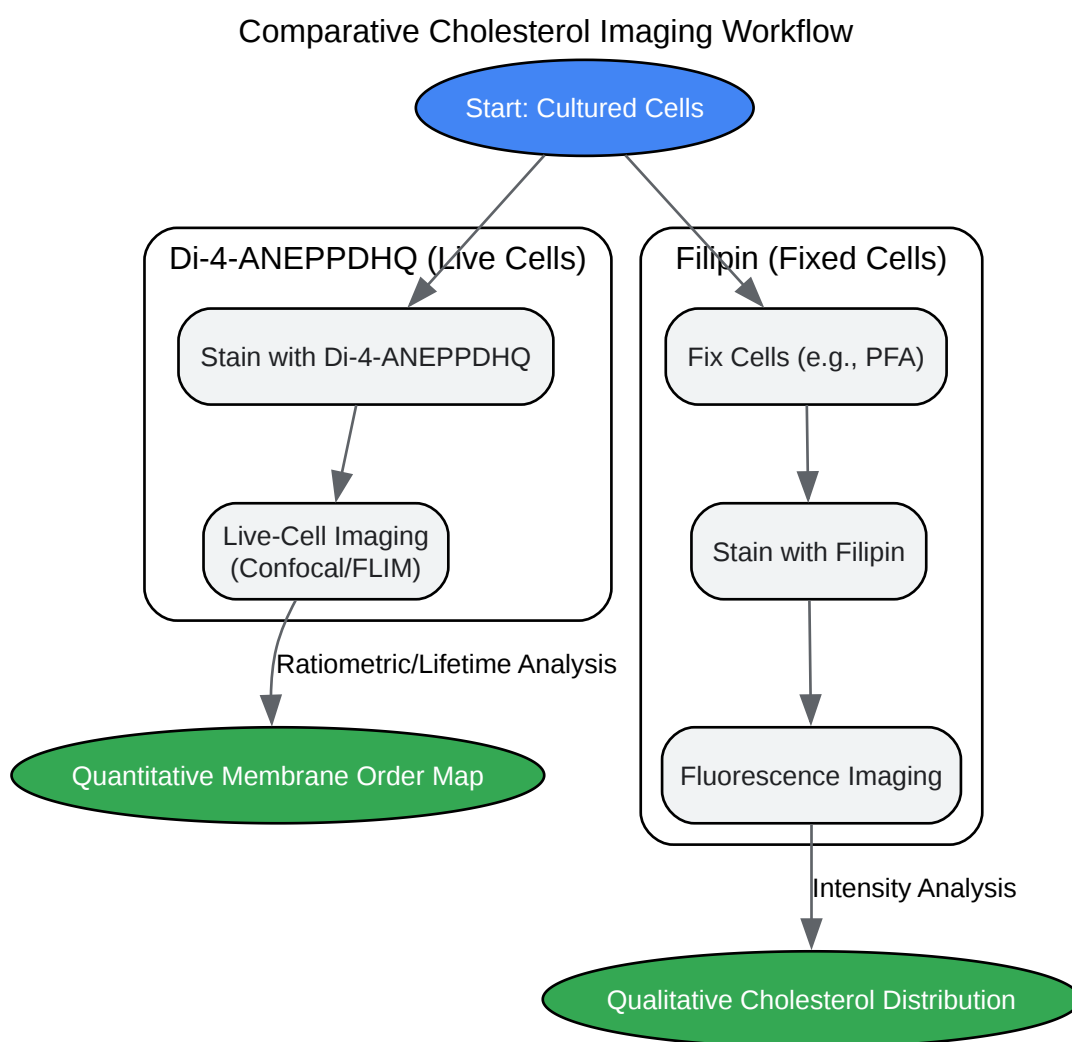 Comparative Cholesterol Imaging Workflow
Start: Cultured Cells
Di-4-ANEPPDHQ (Live Cells)
Stain with Di-4-ANEPPDHQ
Live-Cell Imaging
(Confocal/FLIM)
Ratiometric/Lifetime Analysis
Quantitative Membrane Order Map
Filipin (Fixed Cells)
Fix Cells (e.g., PFA)
Stain with Filipin
Fluorescence Imaging
Intensity Analysis
Qualitative Cholesterol Distribution